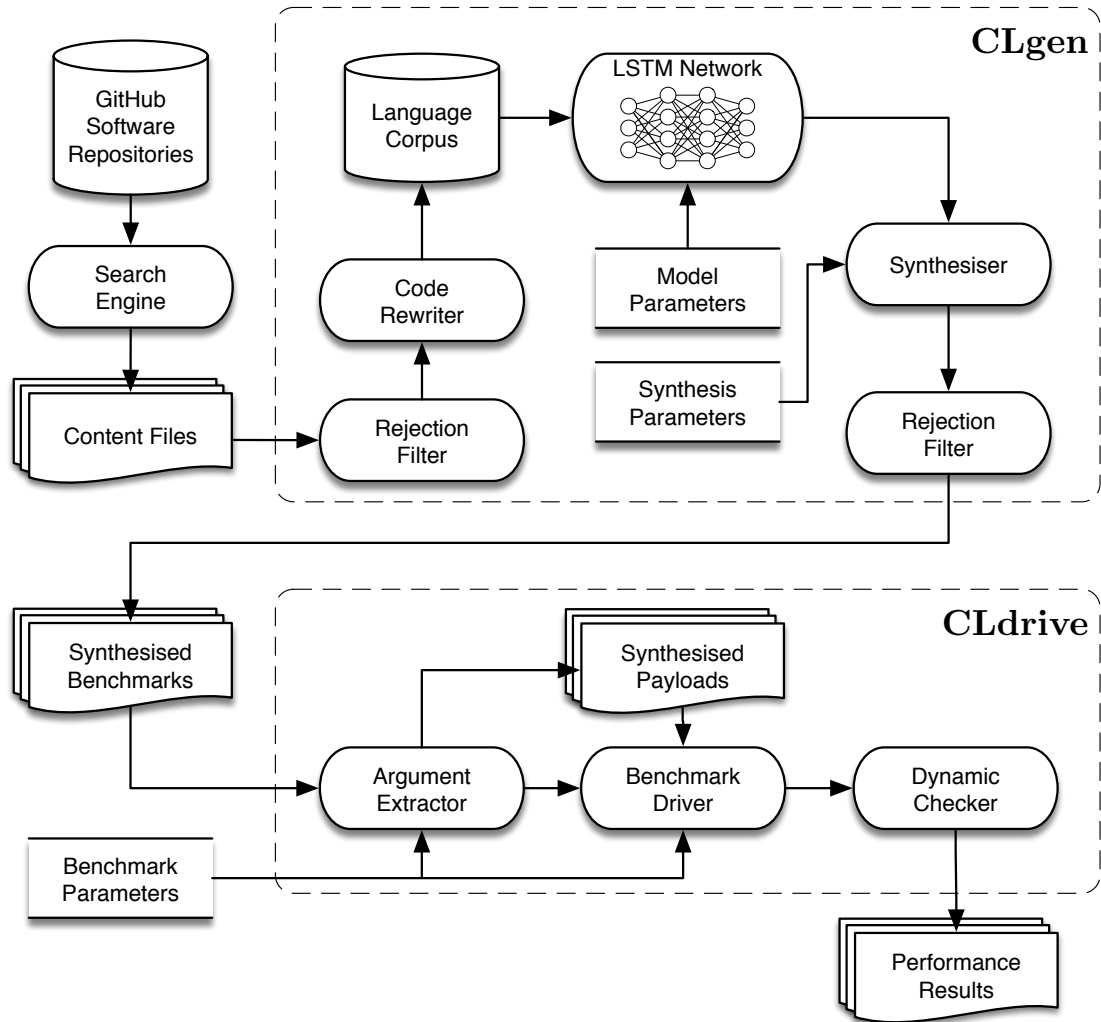 CLgen
GitHub
Software
Repositories
Language
Corpus
LSTM Network
Search
Engine
Code
Rewriter
Model
Parameters
Synthesiser
Content Files
Rejection
Filter
Synthesis
Parameters
Rejection
Filter
CLdrive
Synthesised
Benchmarks
Synthesised
Payloads
Argument
Extractor
Benchmark
Driver
Dynamic
Checker
Benchmark
Parameters
Performance
Results